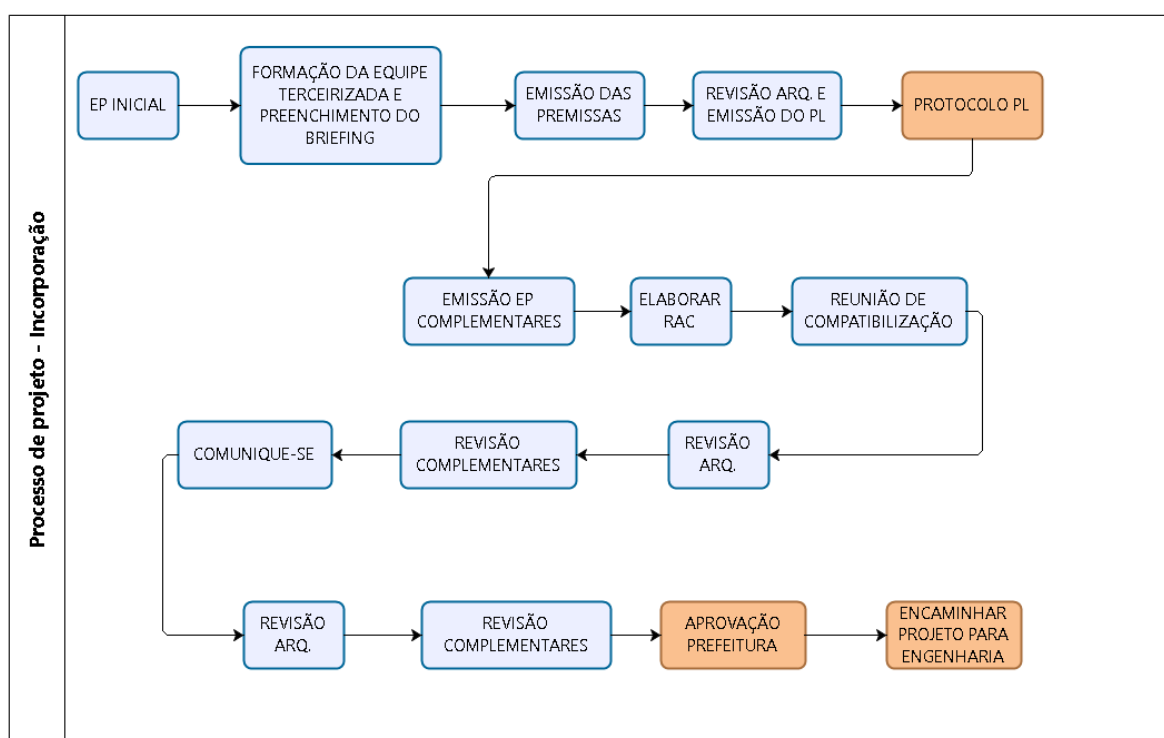 Processo de projeto - Incorporação
EP INICIAL
FORMAÇÃO DA EQUIPE
TERCEIRIZADA E
PREENCHIMENTO DO
BRIEFING
EMISSÃO DAS
PREMISSAS
REVISÃO ARQ. E
EMISSÃO DO PL
PROTOCOLO PL
EMISSÃO EP
COMPLEMENTARES
ELABORAR
RAC
REUNIÃO DE
COMPATIBILIZAÇÃO
REVISÃO
ARQ.
REVISÃO
COMPLEMENTARES
COMUNIQUE-SE
REVISÃO
ARQ.
REVISÃO
COMPLEMENTARES
APROVAÇÃO
PREFEITURA
ENCAMINHAR
PROJETO PARA
ENGENHARIA